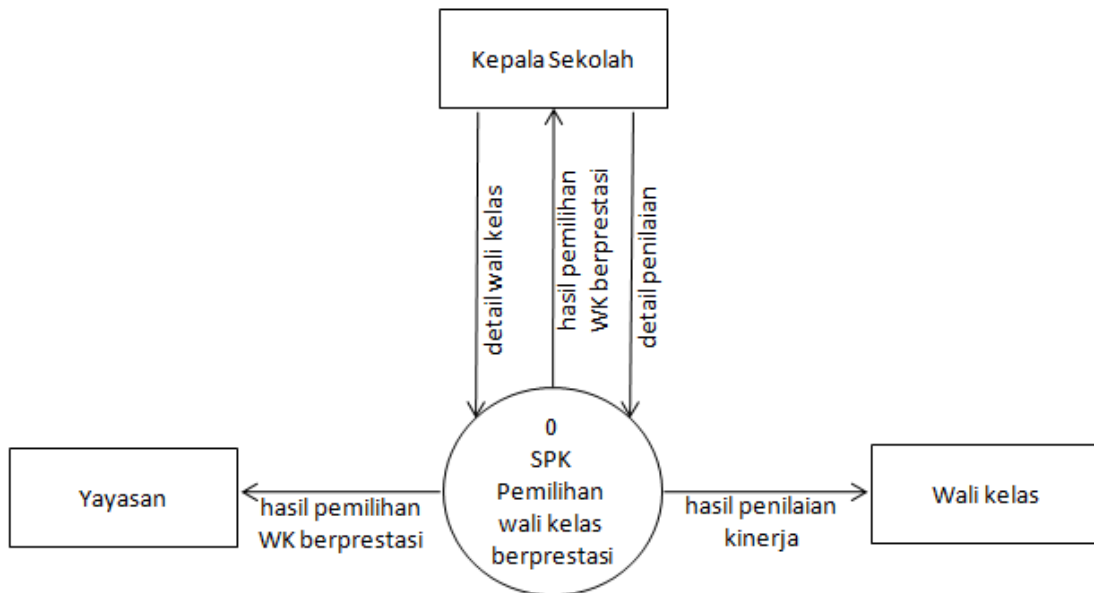 Kepala Sekolah
detail wali kelas
hasil pemilihan
WK berprestasi
detail penilaian
0
SPK
Pemilihan
wali kelas
berprestasi
Yayasan
hasil pemilihan
WK berprestasi
hasil penilaian
kinerja
Wali kelas